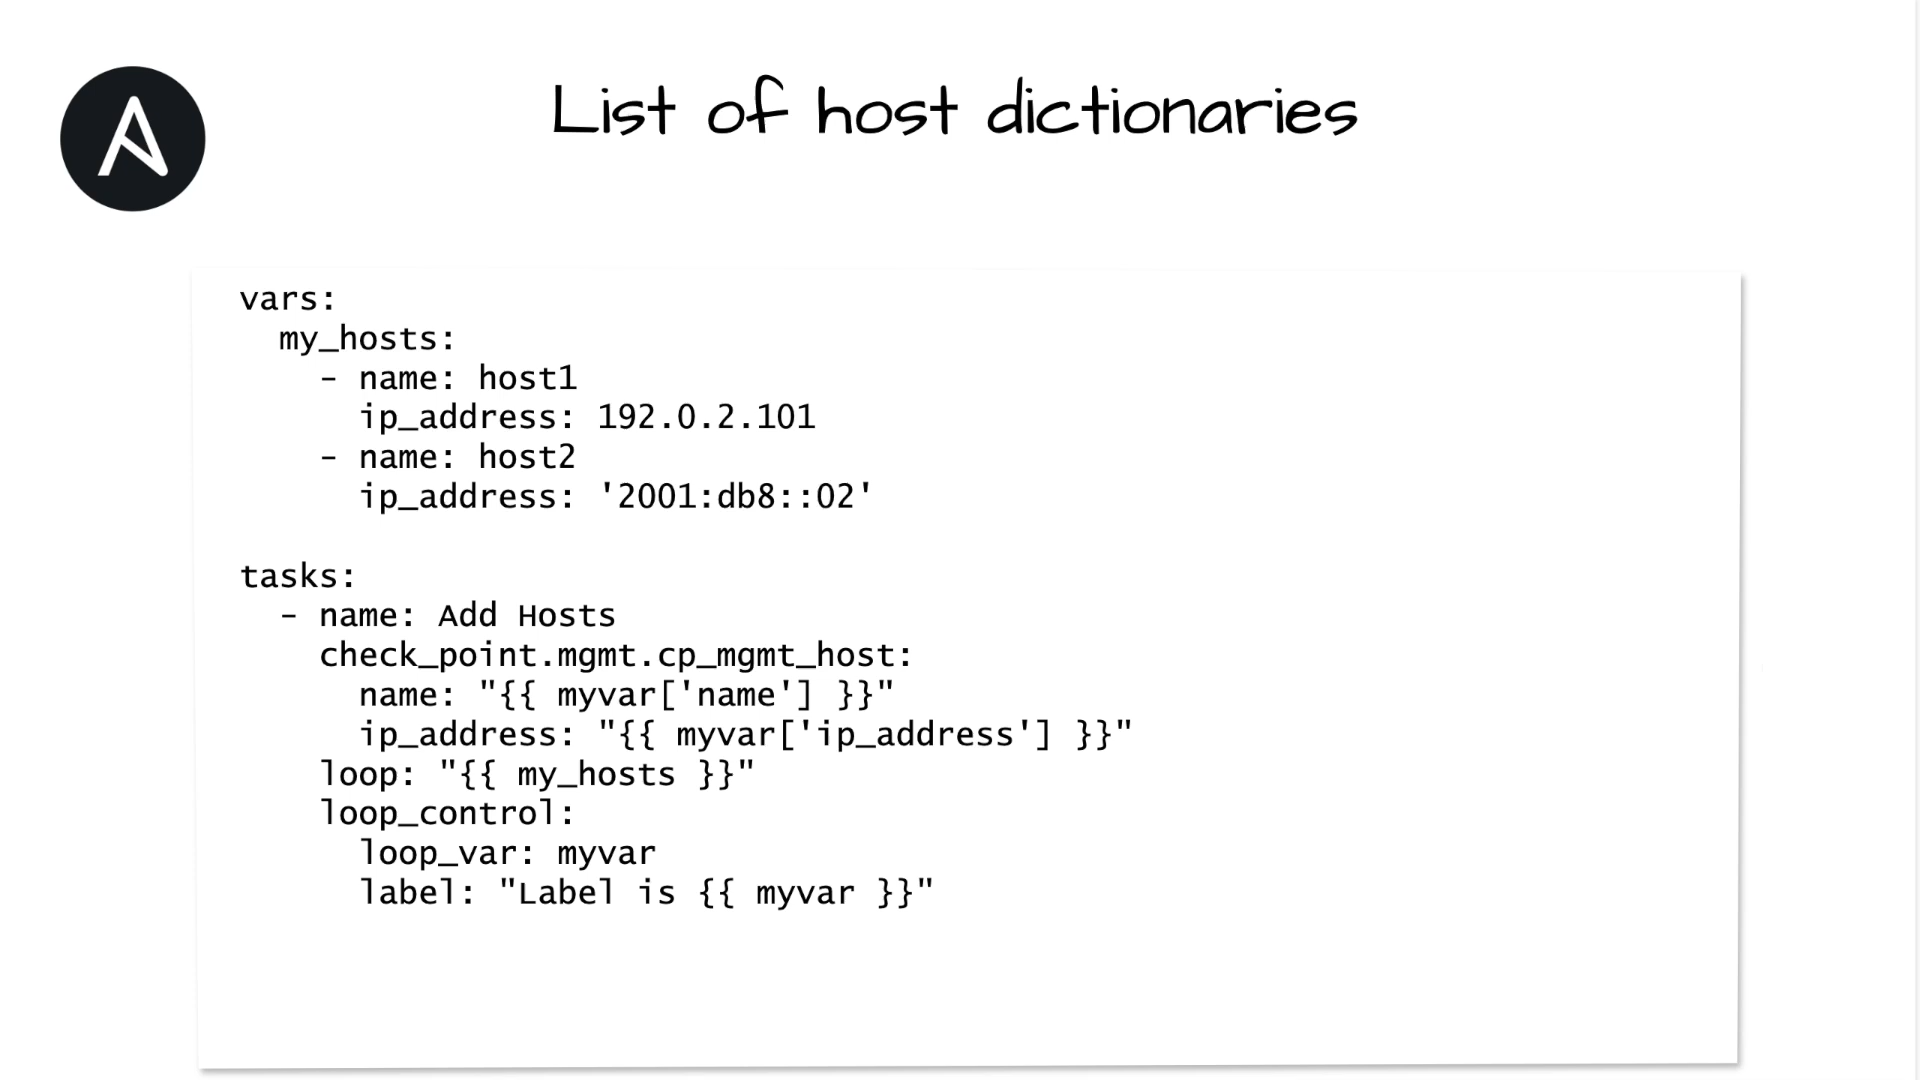 List of host dictionaries
vars:
  my_hosts:
    - name: host1
      ip_address: 192.0.2.101
    - name: host2
      ip_address: '2001:db8::02'

tasks:
  - name: Add Hosts
    check_point.mgmt.cp_mgmt_host:
      name: "{{ myvar['name'] }}"
      ip_address: "{{ myvar['ip_address'] }}"
    loop: "{{ my_hosts }}"
    loop_control:
      loop_var: myvar
      label: "Label is {{ myvar }}"